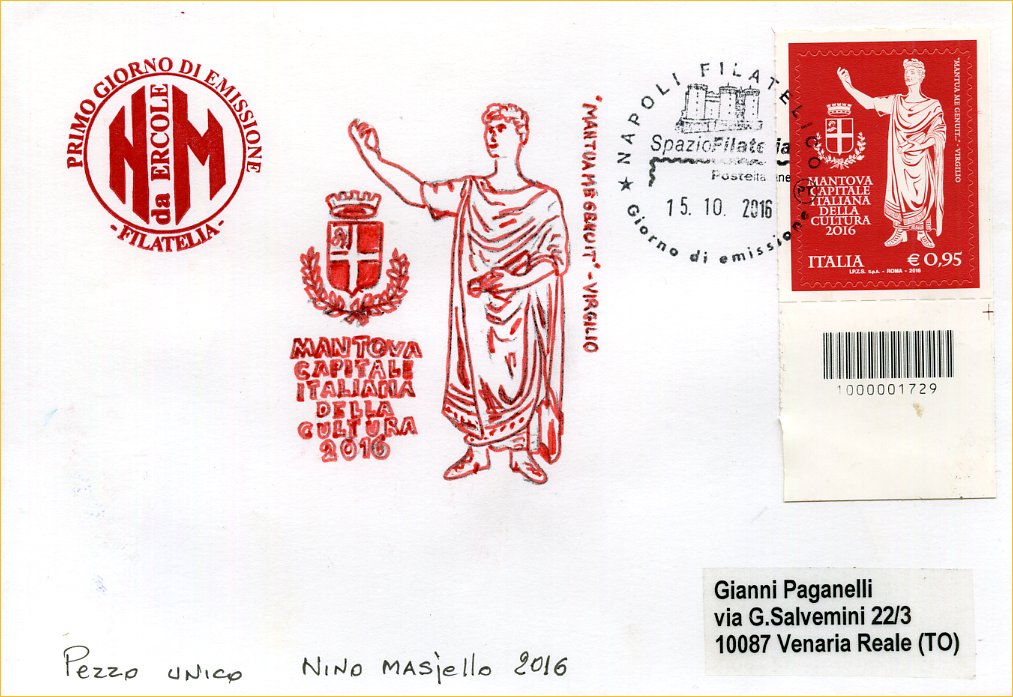 PRIMO GIORNO DI EMISSIONE
NM
da ERCOLE
- FILATELIA -
MANTOVA
CAPITALE
ITALIANA
DELLA
CULTURA
2016
"MANTUA ME GENUIT" - VIRGILIO
★ NAPOLI FILATELICO
SpazioFilatelia
Posteitaliane
15.10.2016
Giorno di emissione
"MANTUA ME GENUIT..." - VIRGILIO
MANTOVA
CAPITALE
ITALIANA
DELLA
CULTURA
2016
ITALIA € 0,95
I.P.Z.S. S.p.A. - ROMA - 2016
1000001729
Gianni Paganelli
via G.Salvemini 22/3
10087 Venaria Reale (TO)
Pezzo unico Nino Masiello 2016